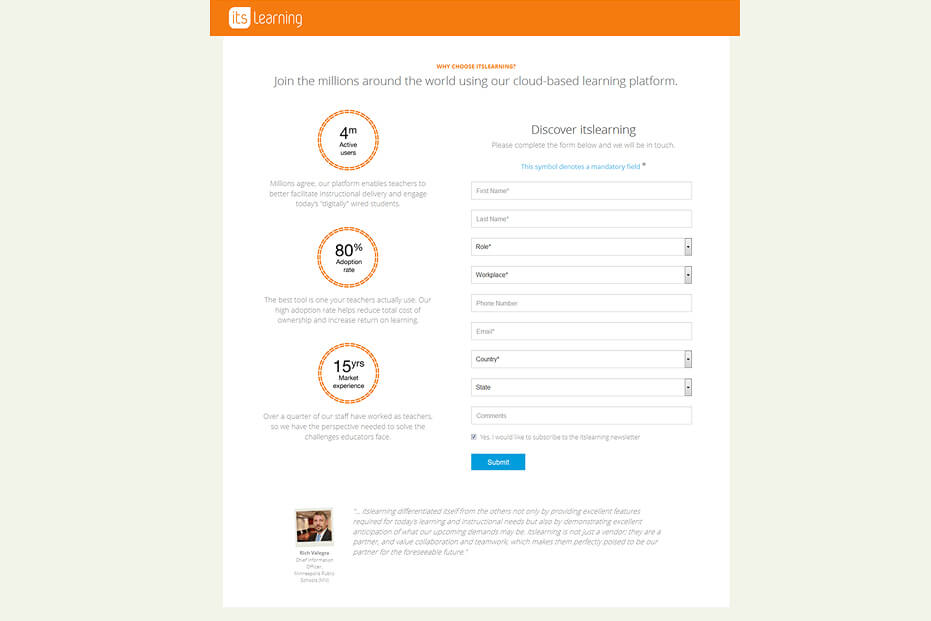 its learning
WHY CHOOSE ITSLEARNING?
Join the millions around the world using our cloud-based learning platform.
4m
Active
users
Millions agree, our platform enables teachers to
better facilitate instructional delivery and engage
today's "digitally" wired students.
80%
Adoption
rate
The best tool is one your teachers actually use. Our
high adoption rate helps reduce total cost of
ownership and increase return on learning.
15yrs
Market
experience
Over a quarter of our staff have worked as teachers,
so we have the perspective needed to solve the
challenges educators face.
Discover itslearning
Please complete the form below and we will be in touch.
This symbol denotes a mandatory field *
First Name*
Last Name*
Role*
Workplace*
Phone Number
Email*
Country*
State
Comments
Yes, I would like to subscribe to the itslearning newsletter
Submit
Rich Valegra
Chief Information
Officer,
Minneapolis Public
Schools (MN)
"... itslearning differentiated itself from the others not only by providing excellent features
required for today's learning and instructional needs but also by demonstrating excellent
anticipation of what our upcoming demands may be. itslearning is not just a vendor; they are a
partner, and value collaboration and teamwork, which makes them perfectly poised to be our
partner for the foreseeable future."